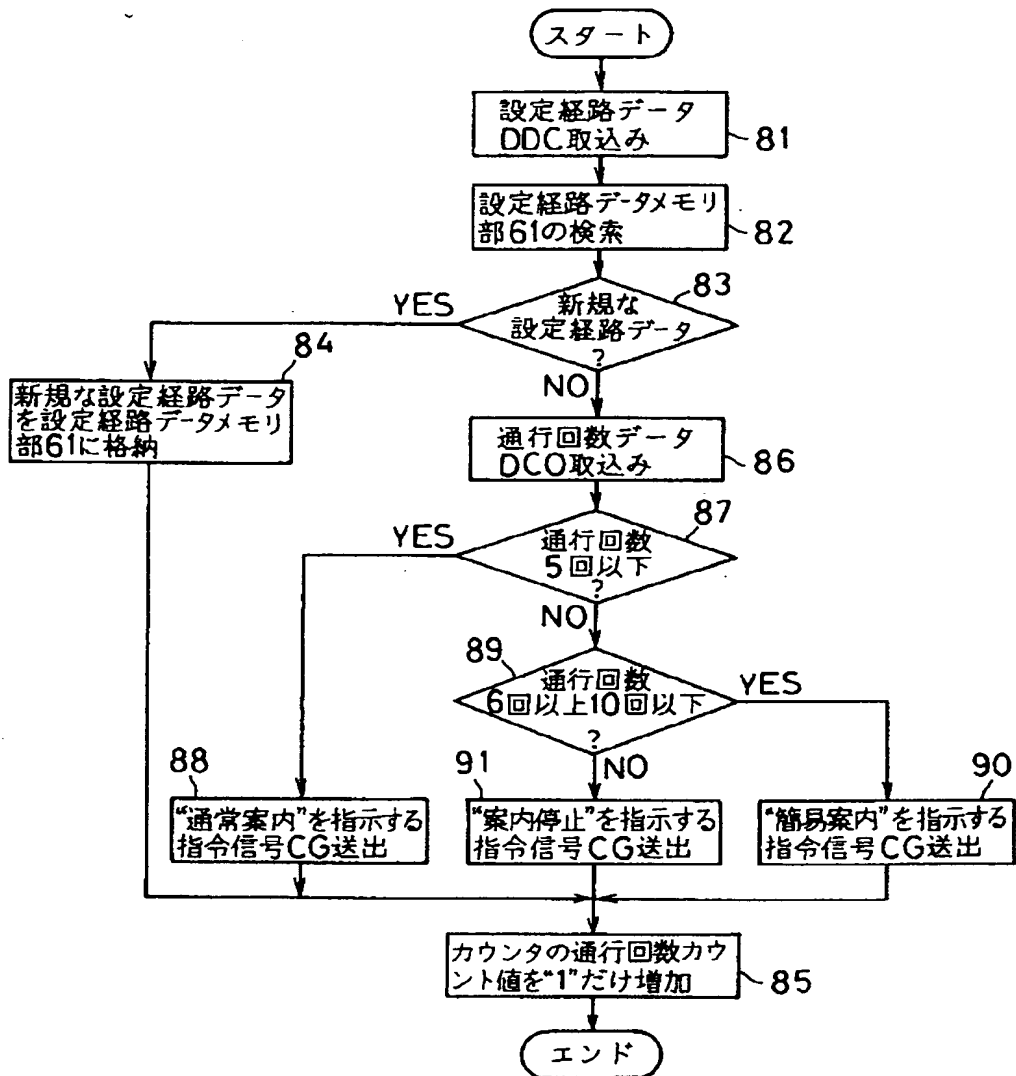 スタート
設定経路データ
DDC取込み
81
設定経路データメモリ
部61の検索
82
83
新規な
設定経路データ
?
YES
NO
84
新規な設定経路データ
を設定経路データメモリ
部61に格納
通行回数データ
DCO取込み
86
87
通行回数
5回以下
?
YES
NO
89
通行回数
6回以上10回以下
?
YES
NO
88
“通常案内”を指示する
指令信号CG送出
91
“案内停止”を指示する
指令信号CG送出
90
“簡易案内”を指示する
指令信号CG送出
カウンタの通行回数カウ
ント値を“1”だけ増加
85
エンド